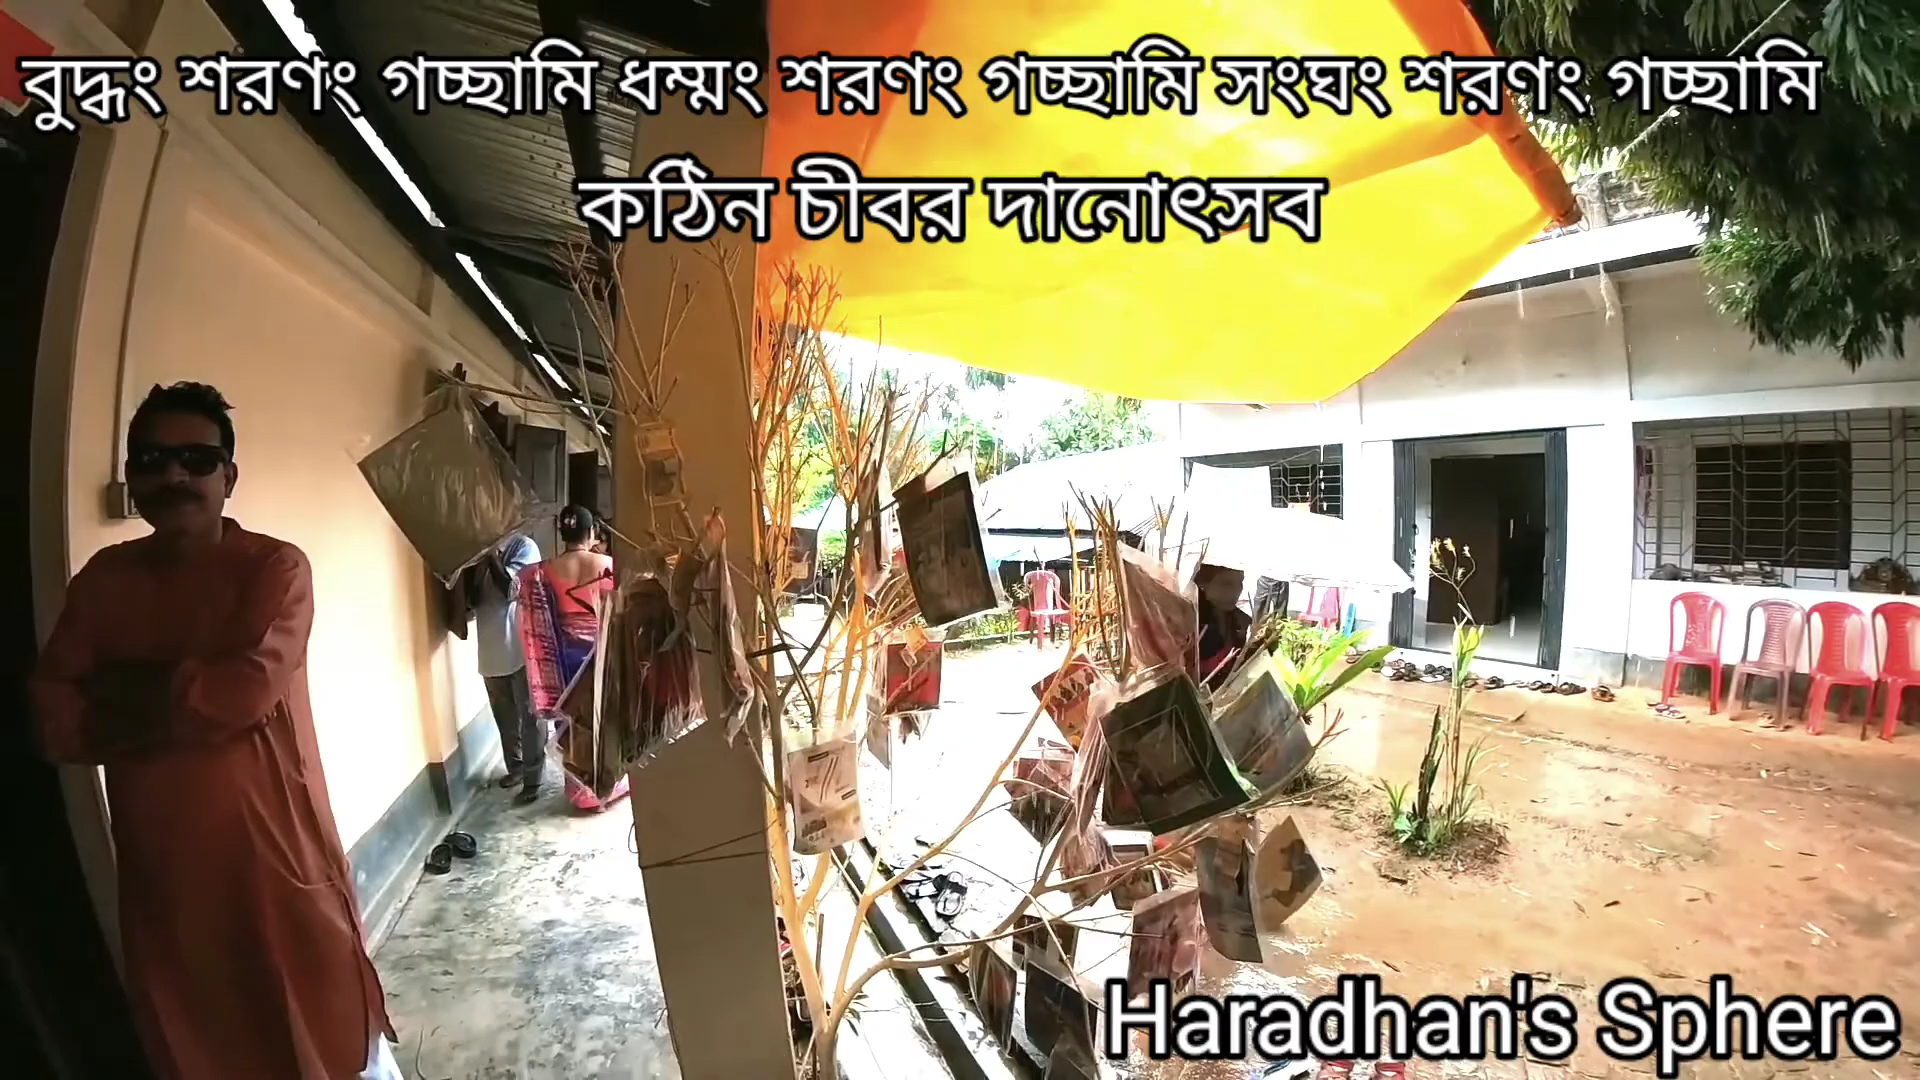 বুদ্ধং শরণং গচ্ছামি ধম্মং শরণং গচ্ছামি সংঘং শরণং গচ্ছামি
কঠিন চীবর দানোৎসব
Haradhan's Sphere